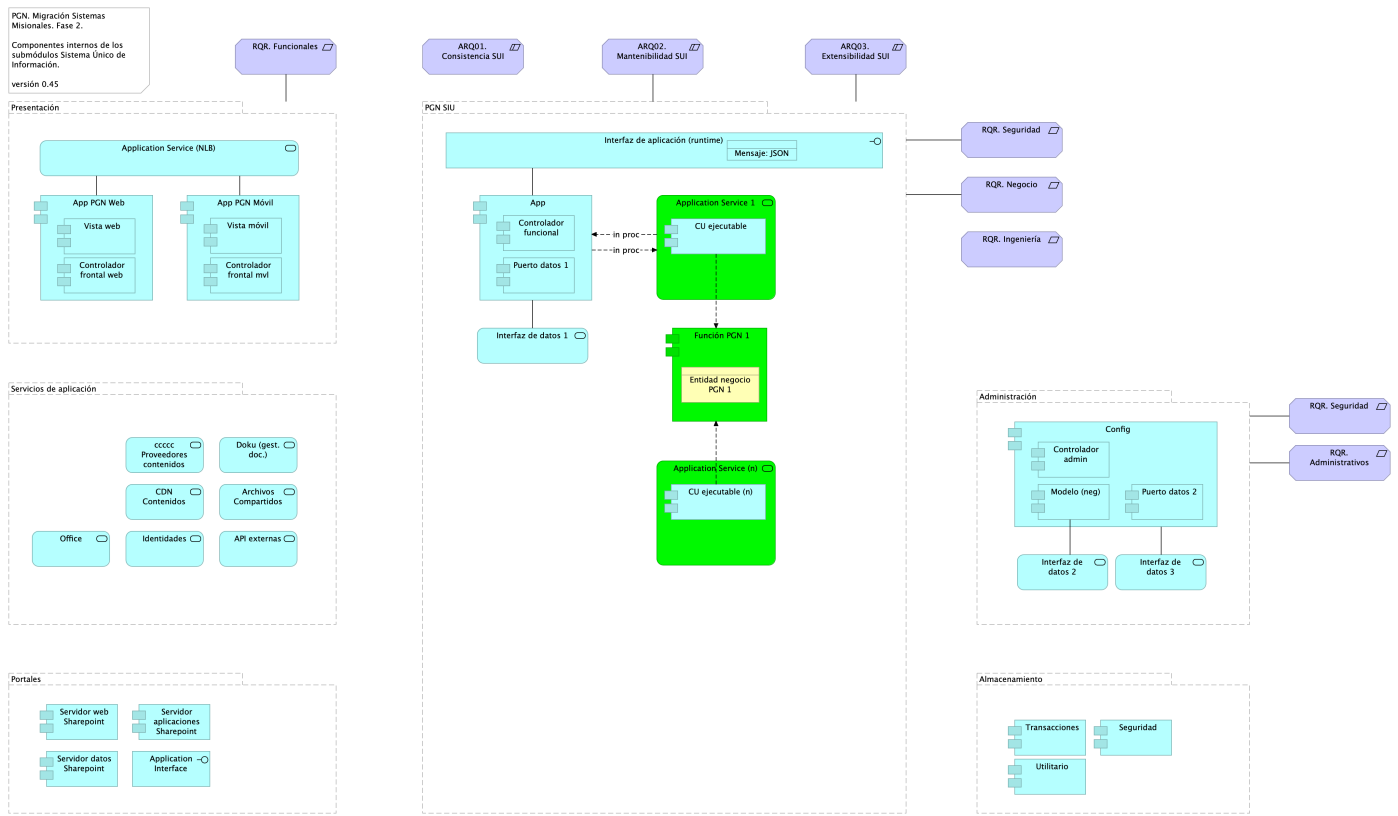 PGN. Migración Sistemas
Misionales. Fase 2.
Componentes internos de los
submódulos Sistema Único de
Información.
versión 0.45
RQR. Funcionales
ARQ01.
Consistencia SUI
ARQ02.
Mantenibilidad SUI
ARQ03.
Extensibilidad SUI
Presentación
Application Service (NLB)
App PGN Web
Vista web
Controlador
frontal web
App PGN Móvil
Vista móvil
Controlador
frontal mvl
PGN SIU
Interfaz de aplicación (runtime)
Mensaje: JSON
App
Controlador
funcional
Puerto datos 1
Interfaz de datos 1
in proc
in proc
Application Service 1
CU ejecutable
Función PGN 1
Entidad negocio
PGN 1
Application Service (n)
CU ejecutable (n)
RQR. Seguridad
RQR. Negocio
RQR. Ingeniería
Servicios de aplicación
ccccc
Proveedores
contenidos
Doku (gest.
doc.)
CDN
Contenidos
Archivos
Compartidos
Office
Identidades
API externas
Administración
Config
Controlador
admin
Modelo (neg)
Puerto datos 2
Interfaz de
datos 2
Interfaz de
datos 3
RQR. Seguridad
RQR.
Administrativos
Portales
Servidor web
Sharepoint
Servidor
aplicaciones
Sharepoint
Servidor datos
Sharepoint
Application
Interface
Almacenamiento
Transacciones
Seguridad
Utilitario